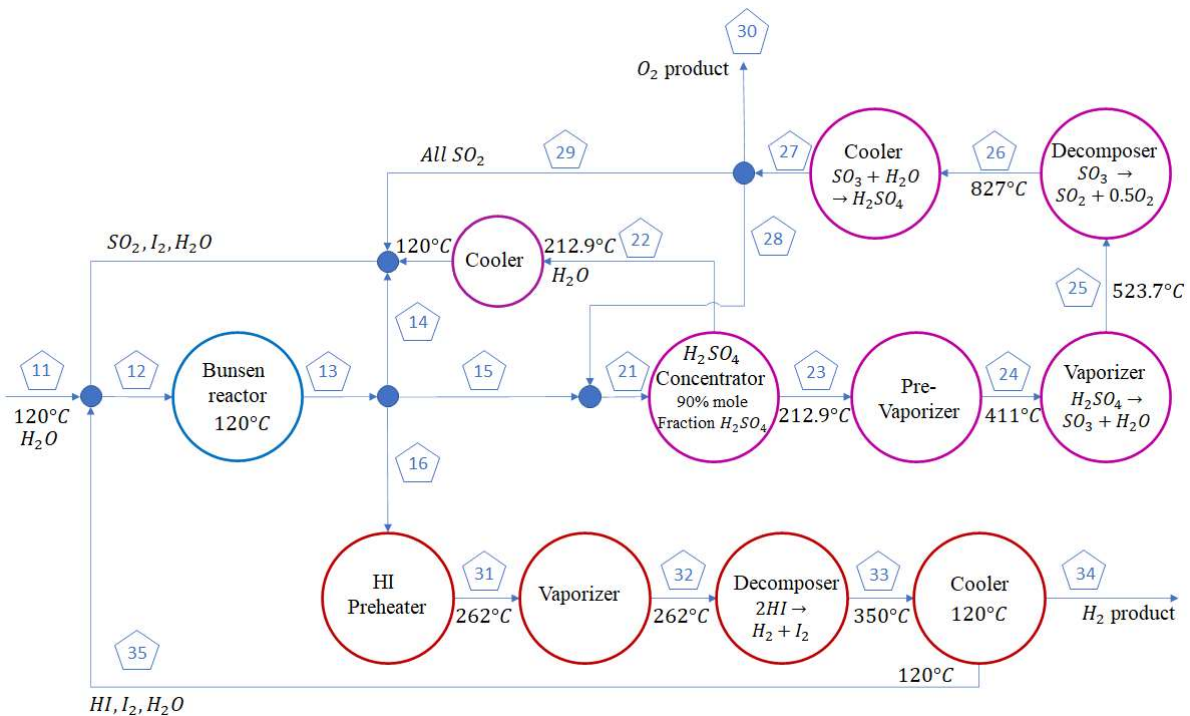 30
O₂ product
All SO₂
29
27
Cooler
SO₃ + H₂O
→ H₂SO₄
26
827°C
Decomposer
SO₃ →
SO₂ + 0.5O₂
SO₂, I₂, H₂O
120°C
Cooler
212.9°C
H₂O
22
28
25
523.7°C
14
11
120°C
H₂O
12
Bunsen
reactor
120°C
13
15
21
H₂SO₄
Concentrator
90% mole
Fraction H₂SO₄
23
212.9°C
Pre-
Vaporizer
24
411°C
Vaporizer
H₂SO₄ →
SO₃ + H₂O
16
HI
Preheater
31
262°C
Vaporizer
32
262°C
Decomposer
2HI →
H₂ + I₂
33
350°C
Cooler
120°C
34
H₂ product
35
120°C
HI, I₂, H₂O